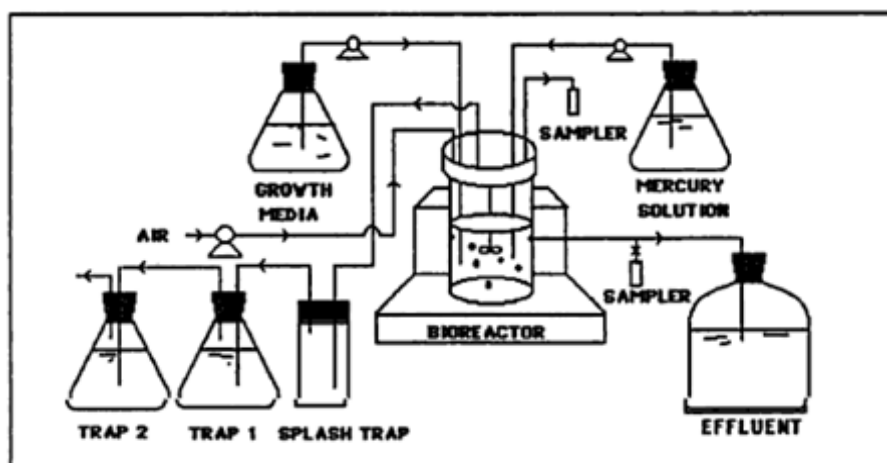 SAMPLER
GROWTH
MEDIA
MERCURY
SOLUTION
AIR
SAMPLER
BIOREACTOR
TRAP 2
TRAP 1
SPLASH TRAP
EFFLUENT